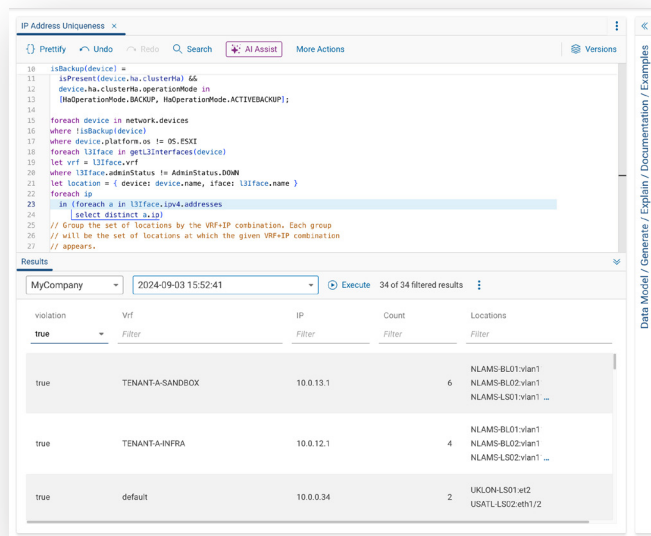 IP Address Uniqueness ×
{} Prettify Undo Redo Search AI Assist More Actions Versions
10 isBackup(device) =
11 isPresent(device.ha.clusterHa) &&
12 device.ha.clusterHa.operationMode in
13 [HaOperationMode.BACKUP, HaOperationMode.ACTIVEBACKUP];
14
15 foreach device in network.devices
16 where !isBackup(device)
17 where device.platform.os != OS.ESXI
18 foreach l3Iface in getL3Interfaces(device)
19 let vrf = l3Iface.vrf
20 where l3Iface.adminStatus != AdminStatus.DOWN
21 let location = { device: device.name, iface: l3Iface.name }
22 foreach ip
23 in (foreach a in l3Iface.ipv4.addresses
24 select distinct a.ip)
25 // Group the set of locations by the VRF+IP combination. Each group
26 // will be the set of locations at which the given VRF+IP combination
27 // appears.
Results
MyCompany 2024-09-03 15:52:41 Execute 34 of 34 filtered results
violation Vrf IP Count Locations
true Filter Filter Filter Filter
true TENANT-A-SANDBOX 10.0.13.1 6 NLAMS-BL01:vlan1
NLAMS-BL02:vlan1
NLAMS-LS01:vlan1 ...
true TENANT-A-INFRA 10.0.12.1 4 NLAMS-BL01:vlan1
NLAMS-BL02:vlan1
NLAMS-LS02:vlan1 ...
true default 10.0.0.34 2 UKLON-LS01:et2
USATL-LS02:eth1/2
Data Model / Generate / Explain / Documentation / Examples